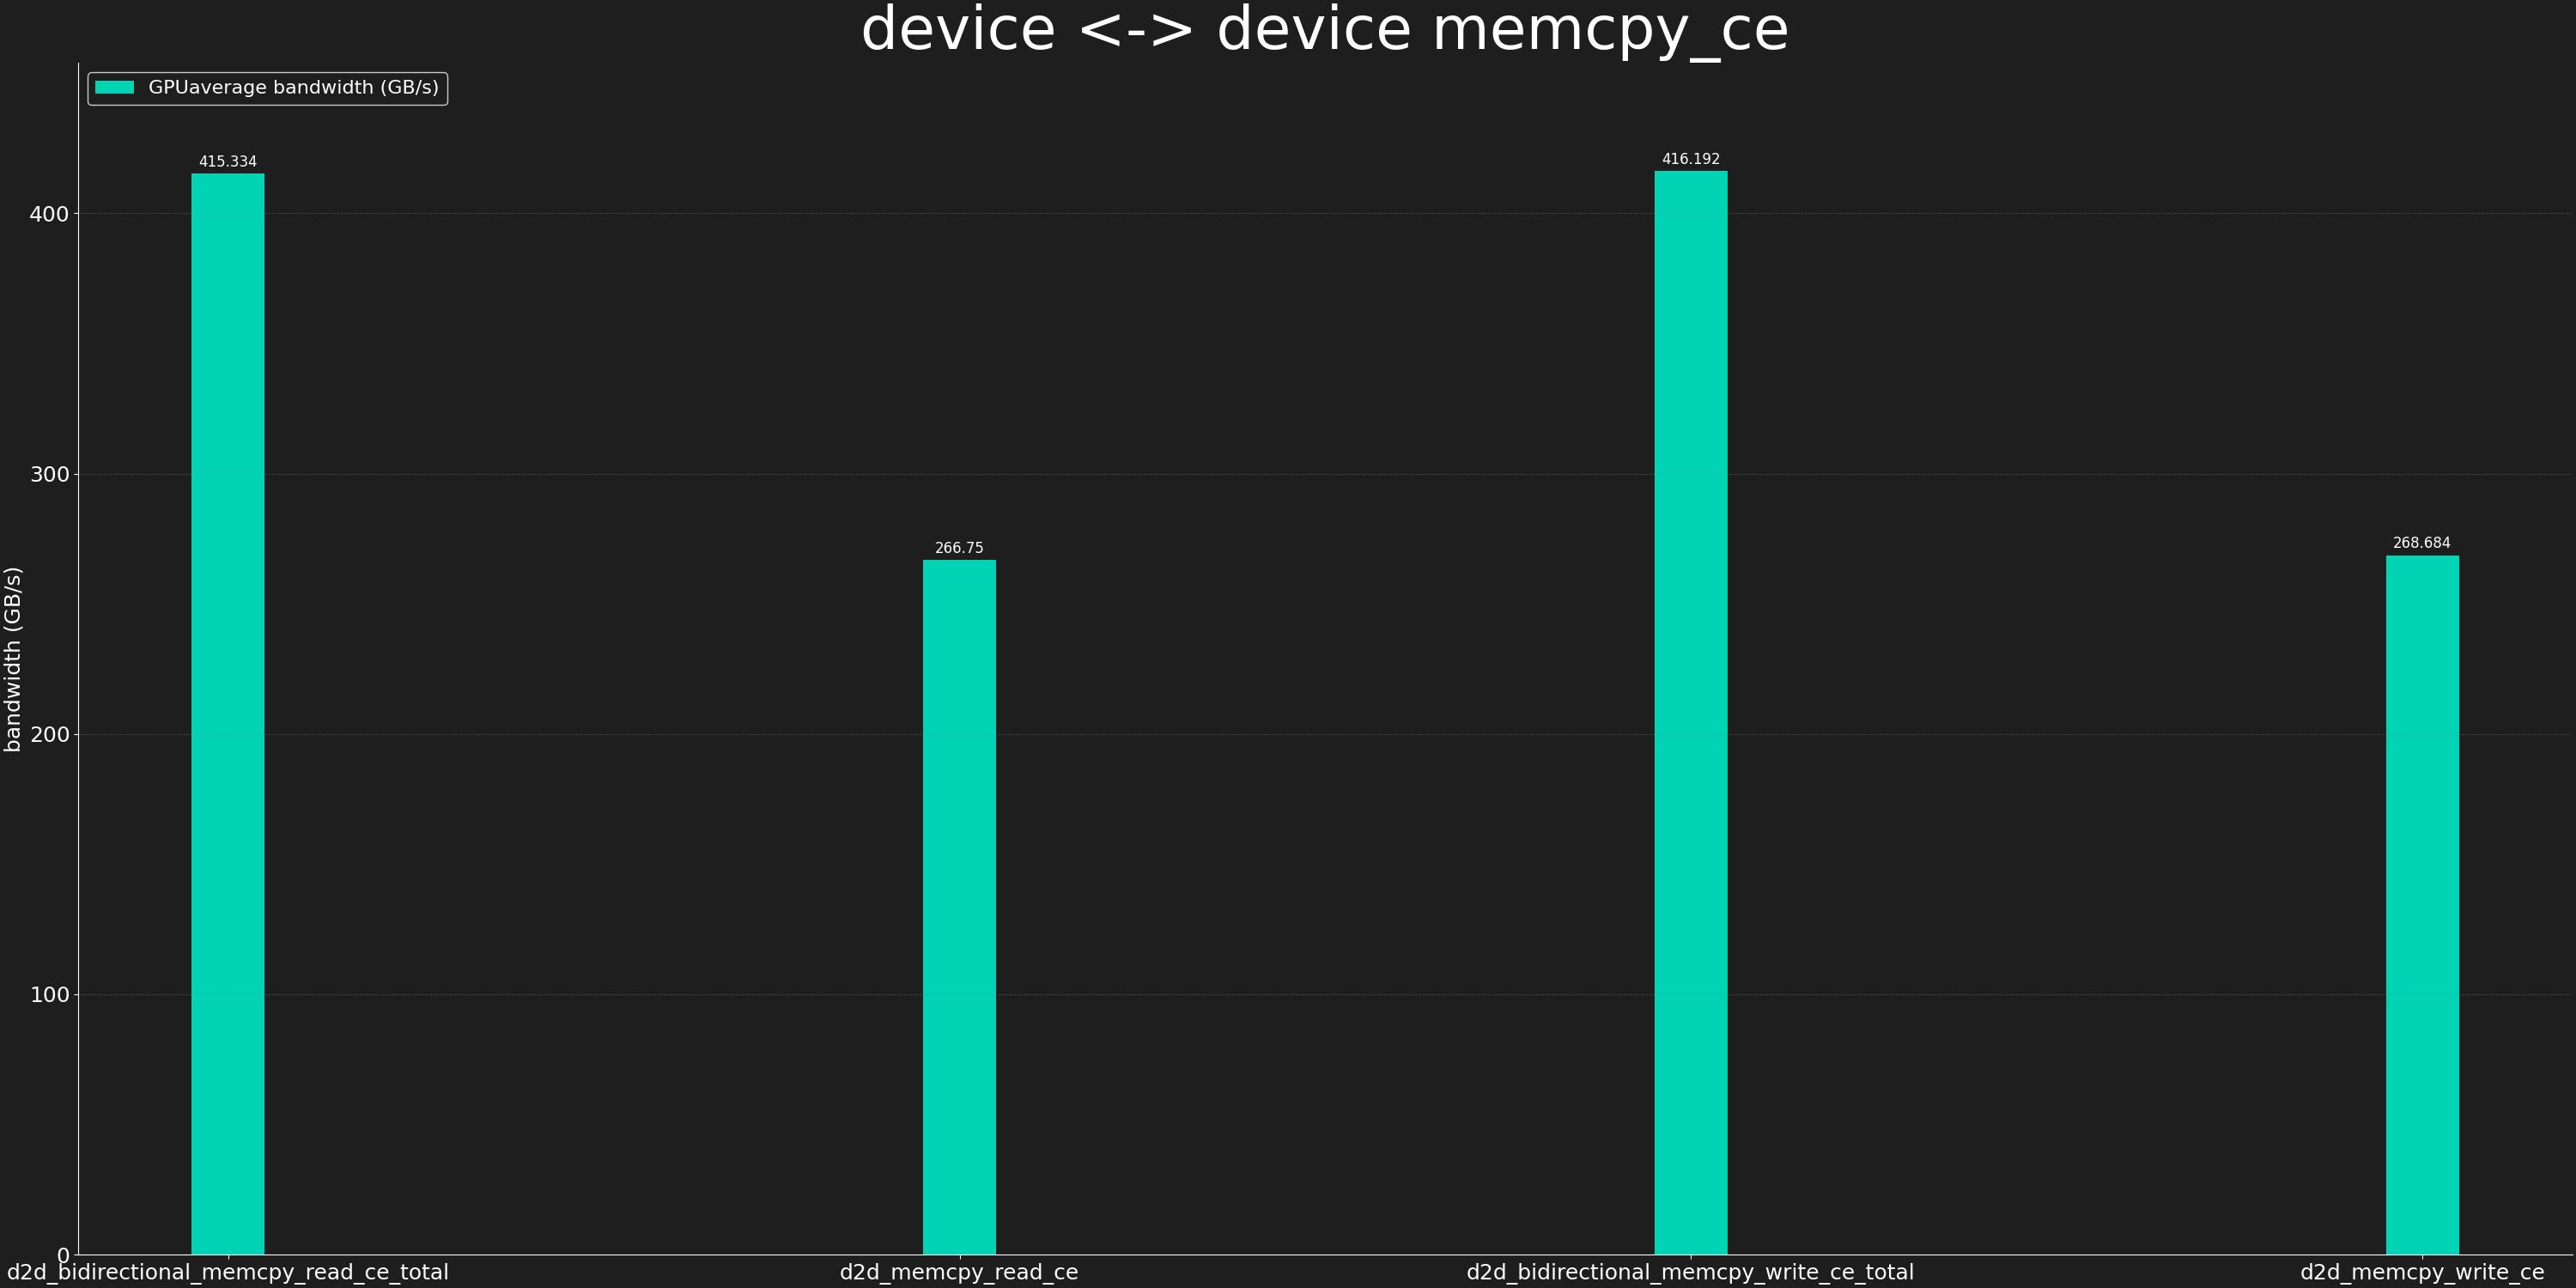 device <-> device memcpy_ce
GPUaverage bandwidth (GB/s)
bandwidth (GB/s)
400
300
200
100
0
415.334
266.75
416.192
268.684
d2d_bidirectional_memcpy_read_ce_total
d2d_memcpy_read_ce
d2d_bidirectional_memcpy_write_ce_total
d2d_memcpy_write_ce